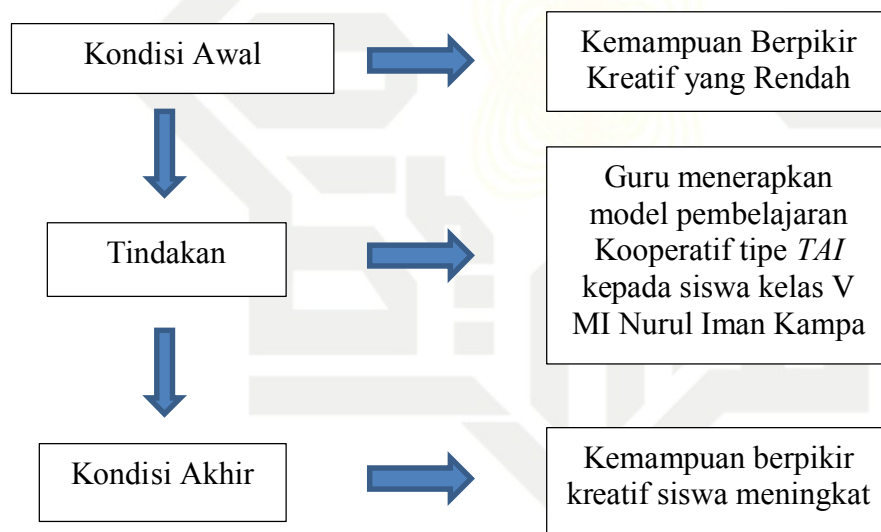 Kondisi Awal
Kemampuan Berpikir
Kreatif yang Rendah
Tindakan
Guru menerapkan
model pembelajaran
Kooperatif tipe TAI
kepada siswa kelas V
MI Nurul Iman Kampa
Kondisi Akhir
Kemampuan berpikir
kreatif siswa meningkat